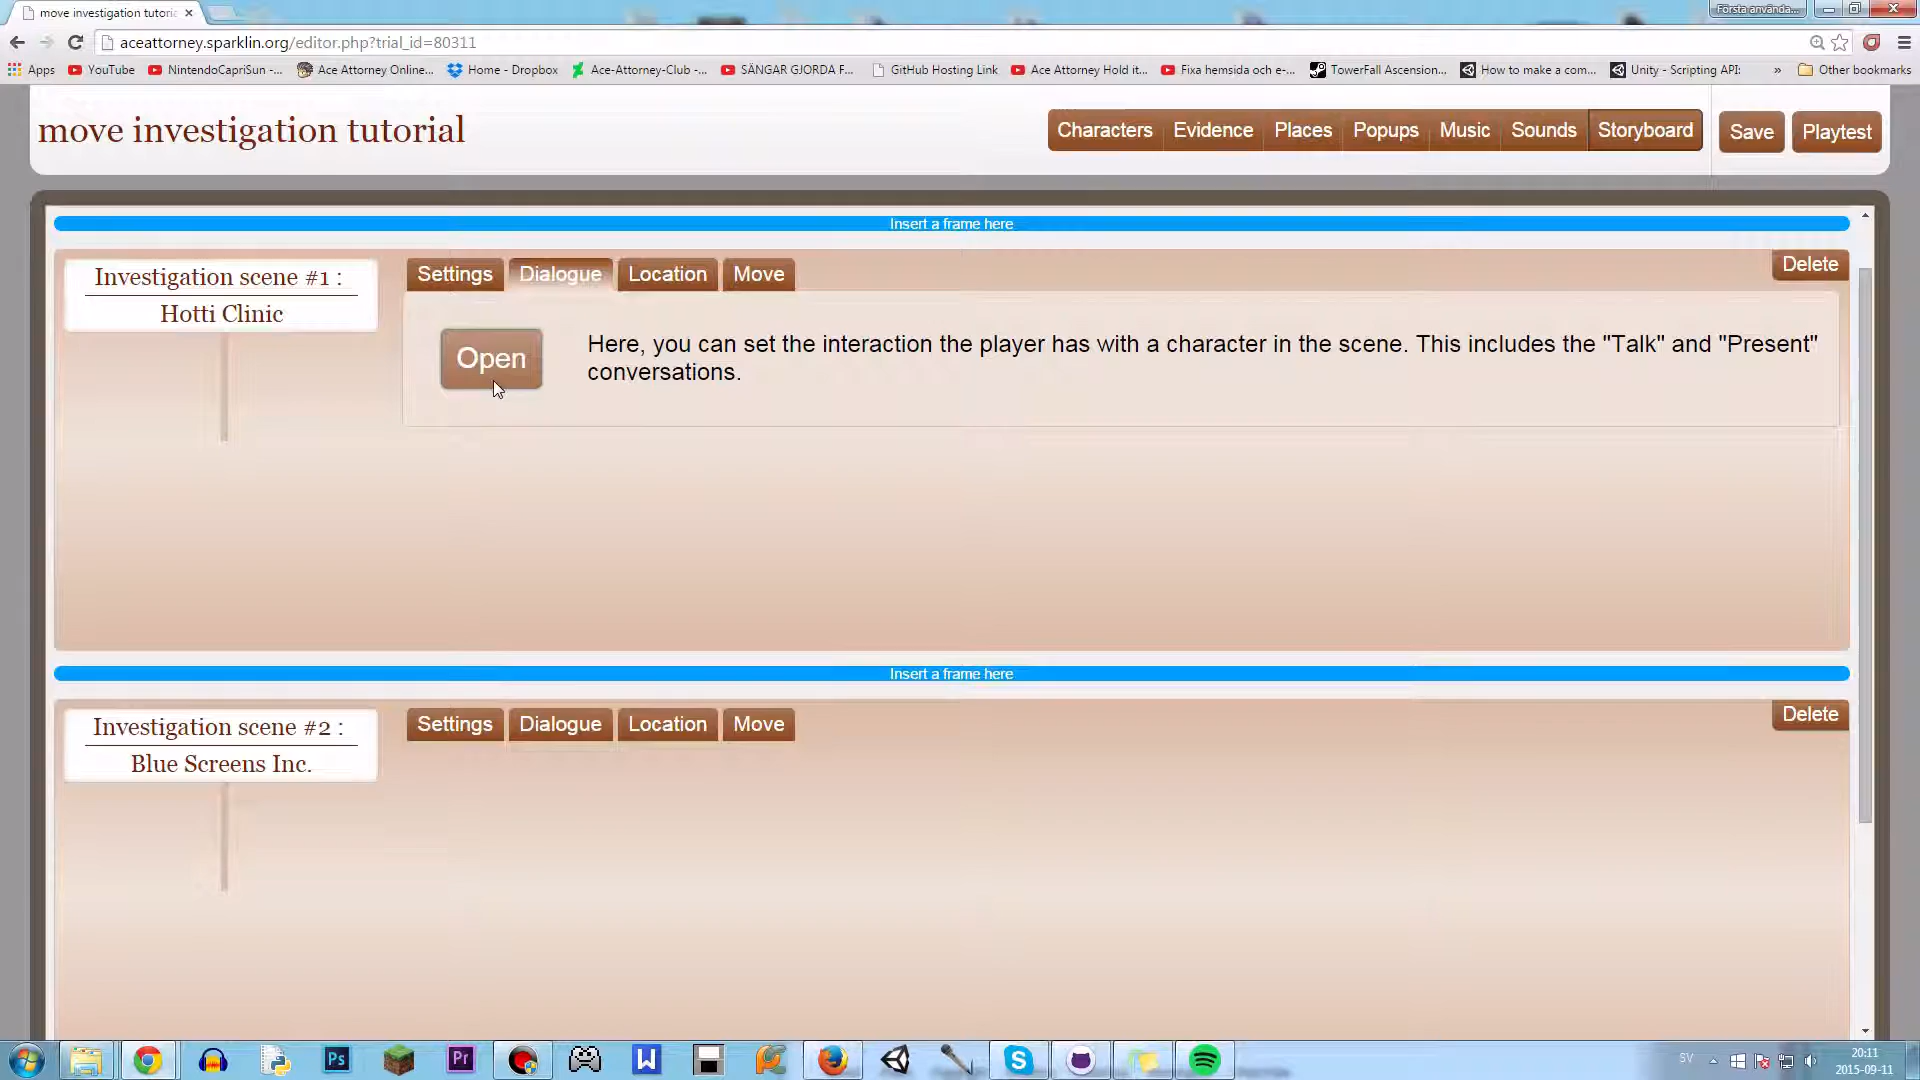 move investigation tutori
Första använda...
aceattorney.sparklin.org/editor.php?trial_id=80311
Apps
YouTube
NintendoCapriSun -...
Ace Attorney Online...
Home - Dropbox
Ace-Attorney-Club -...
SÄNGAR GJORDA F...
GitHub Hosting Link
Ace Attorney Hold it...
Fixa hemsida och e-...
TowerFall Ascension...
How to make a com...
Unity - Scripting API:
»
Other bookmarks
move investigation tutorial
Characters
Evidence
Places
Popups
Music
Sounds
Storyboard
Save
Playtest
Insert a frame here
Investigation scene #1 :
Hotti Clinic
Settings
Dialogue
Location
Move
Delete
Open
Here, you can set the interaction the player has with a character in the scene. This includes the "Talk" and "Present"
conversations.
Insert a frame here
Investigation scene #2 :
Blue Screens Inc.
Settings
Dialogue
Location
Move
Delete
Ps
Pr
W
S
SV
20:11
2015-09-11